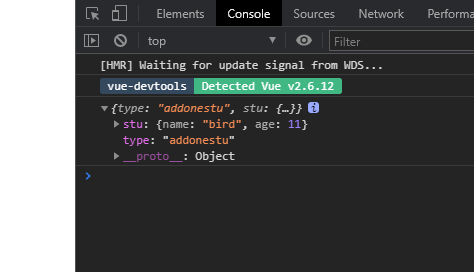 Elements Console Sources Network Performa
top Filter
[HMR] Waiting for update signal from WDS...
vue-devtools Detected Vue v2.6.12
{type: "addonestu", stu: {…}} i
stu: {name: "bird", age: 11}
type: "addonestu"
__proto__: Object